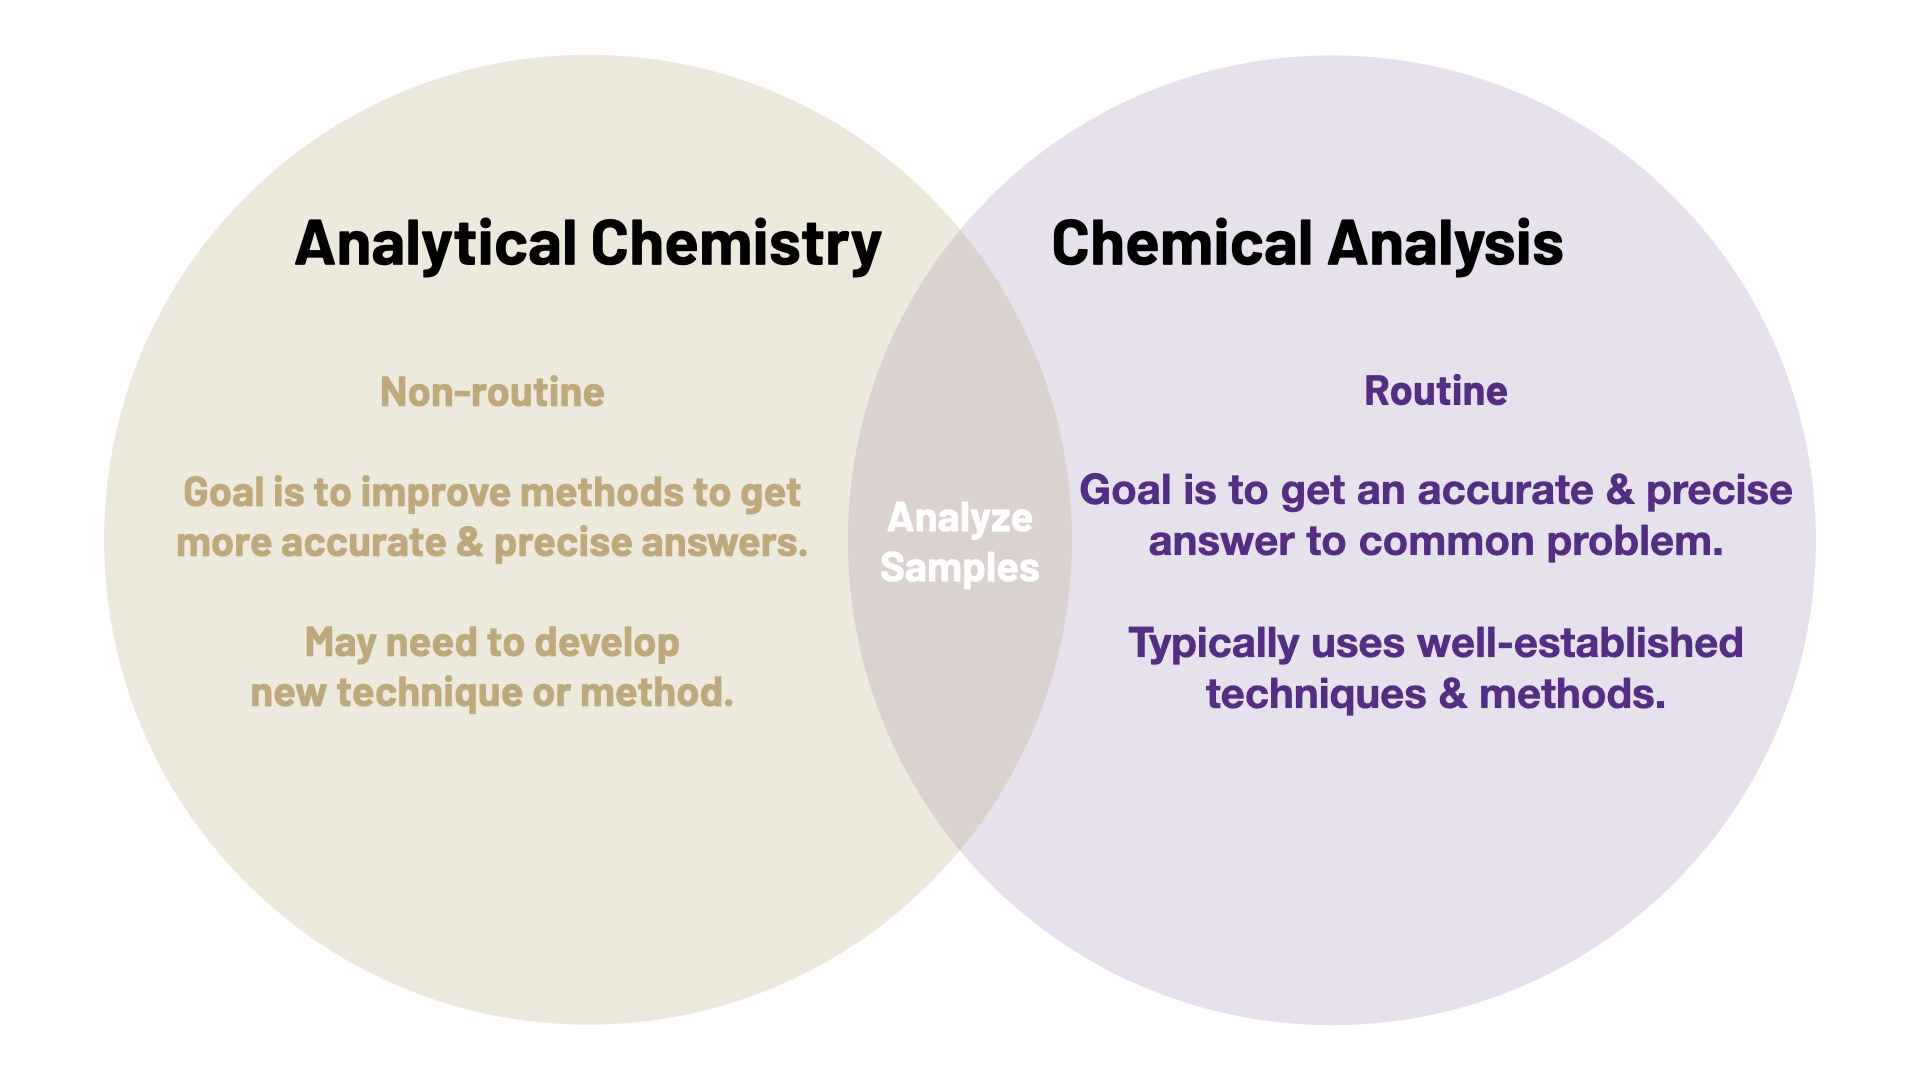 Analytical Chemistry
Non-routine
Goal is to improve methods to get
more accurate & precise answers.
May need to develop
new technique or method.
Analyze
Samples
Chemical Analysis
Routine
Goal is to get an accurate & precise
answer to common problem.
Typically uses well-established
techniques & methods.